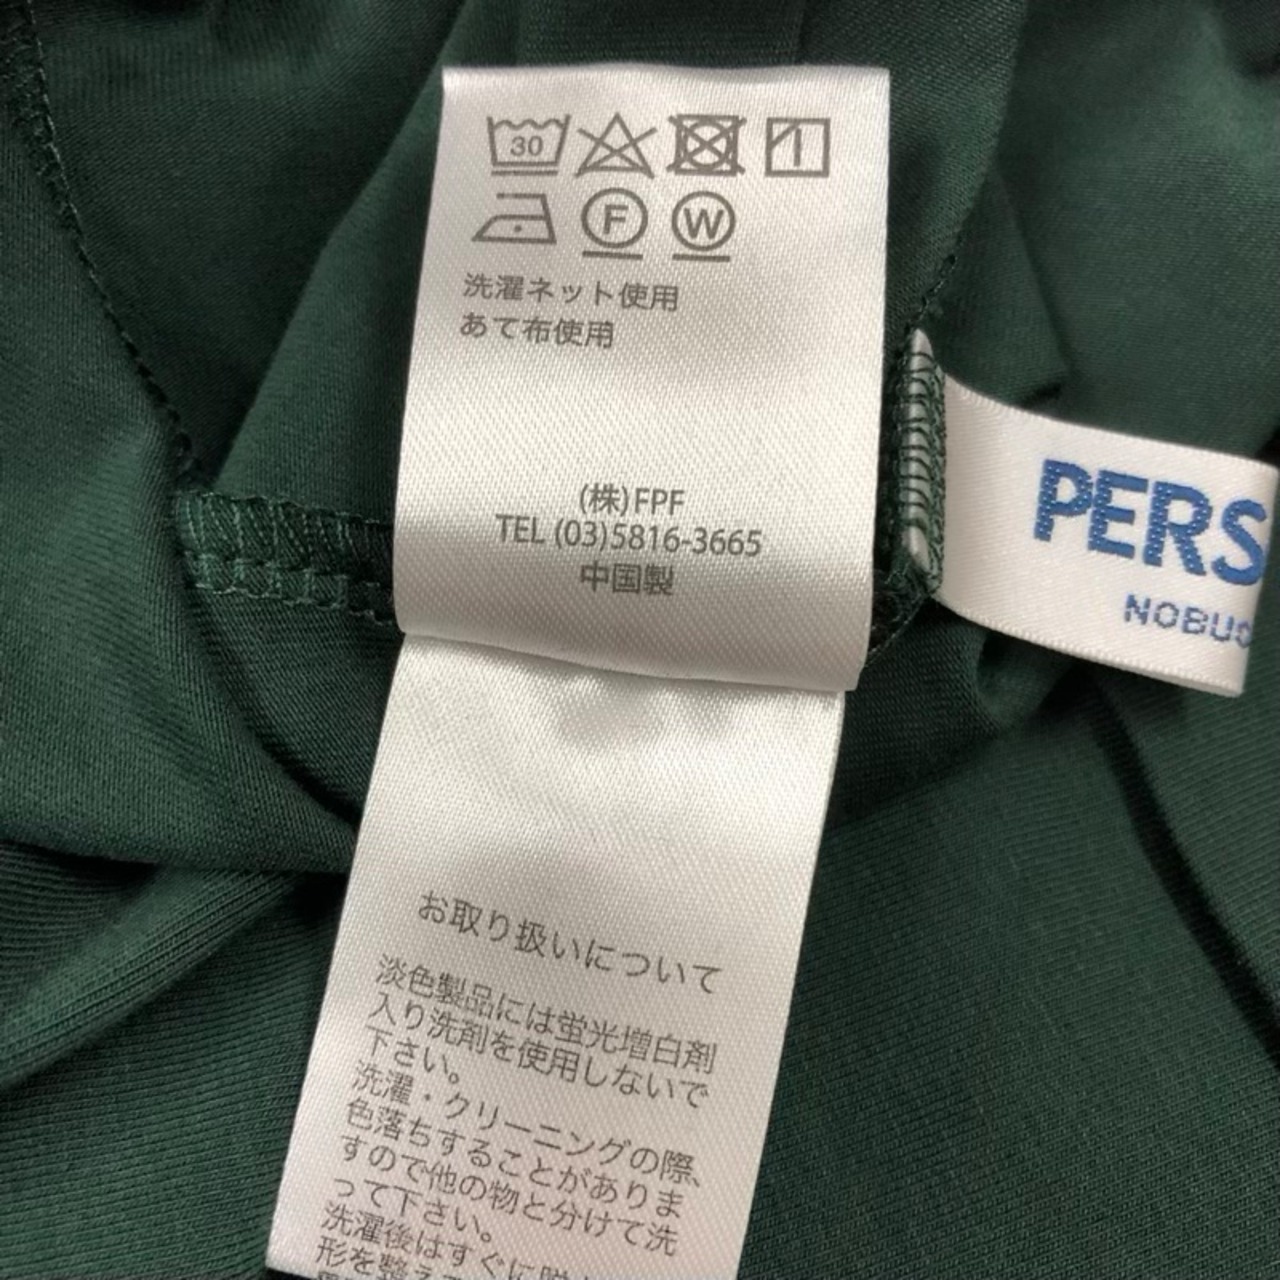 30
F W
洗濯ネット使用
あて布使用
(株)FPF
TEL (03)5816-3665
中国製
PERS
NOBUO
お取り扱いについて
淡色製品には蛍光増白剤
入り洗剤を使用しないで
下さい。
洗濯・クリーニングの際、
色落ちすることがありま
すので他の物と分けて洗
って下さい。
洗濯後はすぐに
形を整え